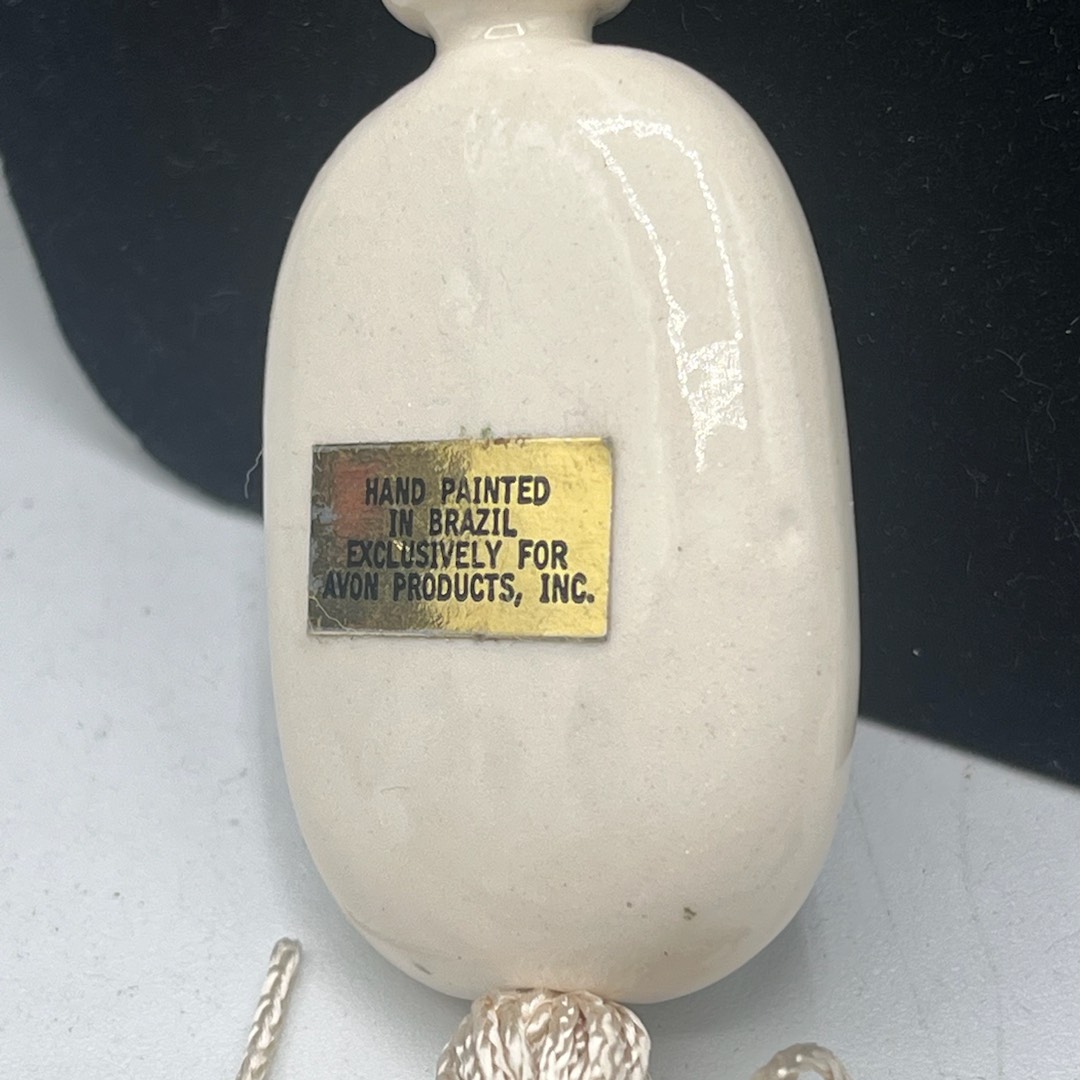 HAND PAINTED
IN BRAZIL
EXCLUSIVELY FOR
AVON PRODUCTS, INC.